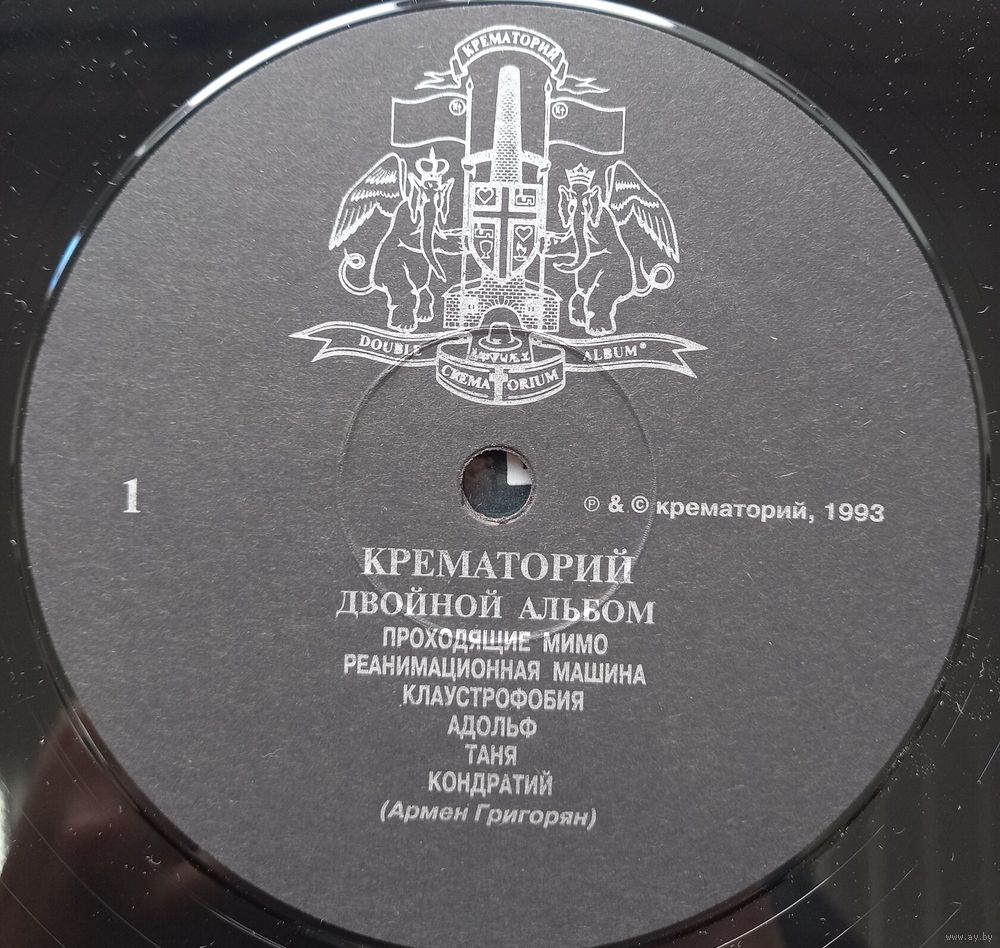 КРЕМАТОРИЙ
DOUBLE ALBUM®
CREMATORIUM
1
℗ & © крематорий, 1993
КРЕМАТОРИЙ
ДВОЙНОЙ АЛЬБОМ
ПРОХОДЯЩИЕ МИМО
РЕАНИМАЦИОННАЯ МАШИНА
КЛАУСТРОФОБИЯ
АДОЛЬФ
ТАНЯ
КОНДРАТИЙ
(Армен Григорян)
www.ay.by